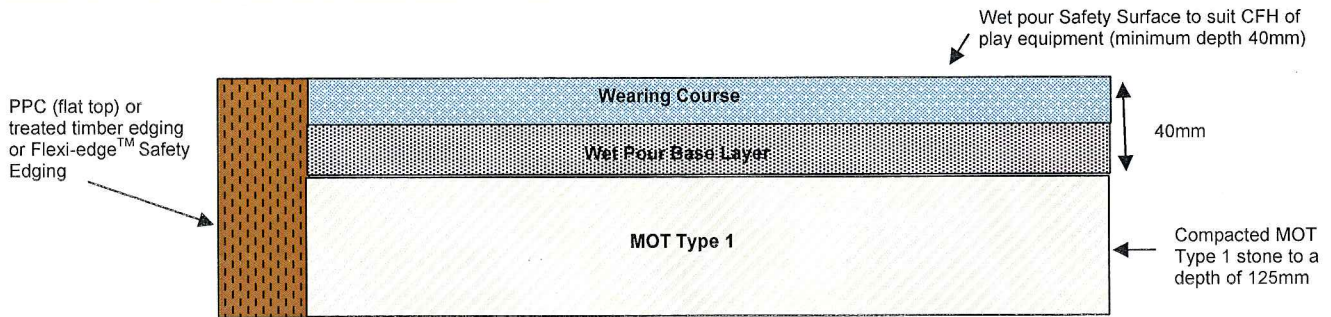 Wet pour Safety Surface to suit CFH of
play equipment (minimum depth 40mm)
PPC (flat top) or
treated timber edging
or Flexi-edge™ Safety
Edging
Wearing Course
40mm
Wet Pour Base Layer
MOT Type 1
Compacted MOT
Type 1 stone to a
depth of 125mm